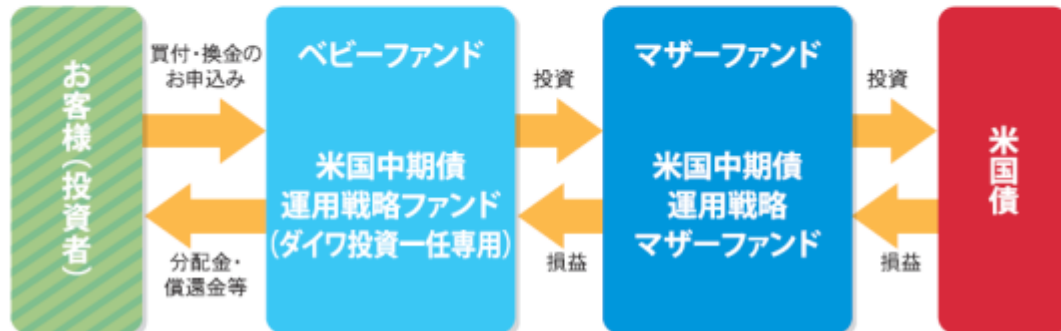 お客様(投資者)
買付・換金の
お申込み
分配金・
償還金等
ベビーファンド
米国中期債
運用戦略ファンド
(ダイワ投資一任専用)
投資
損益
マザーファンド
米国中期債
運用戦略
マザーファンド
投資
損益
米国債